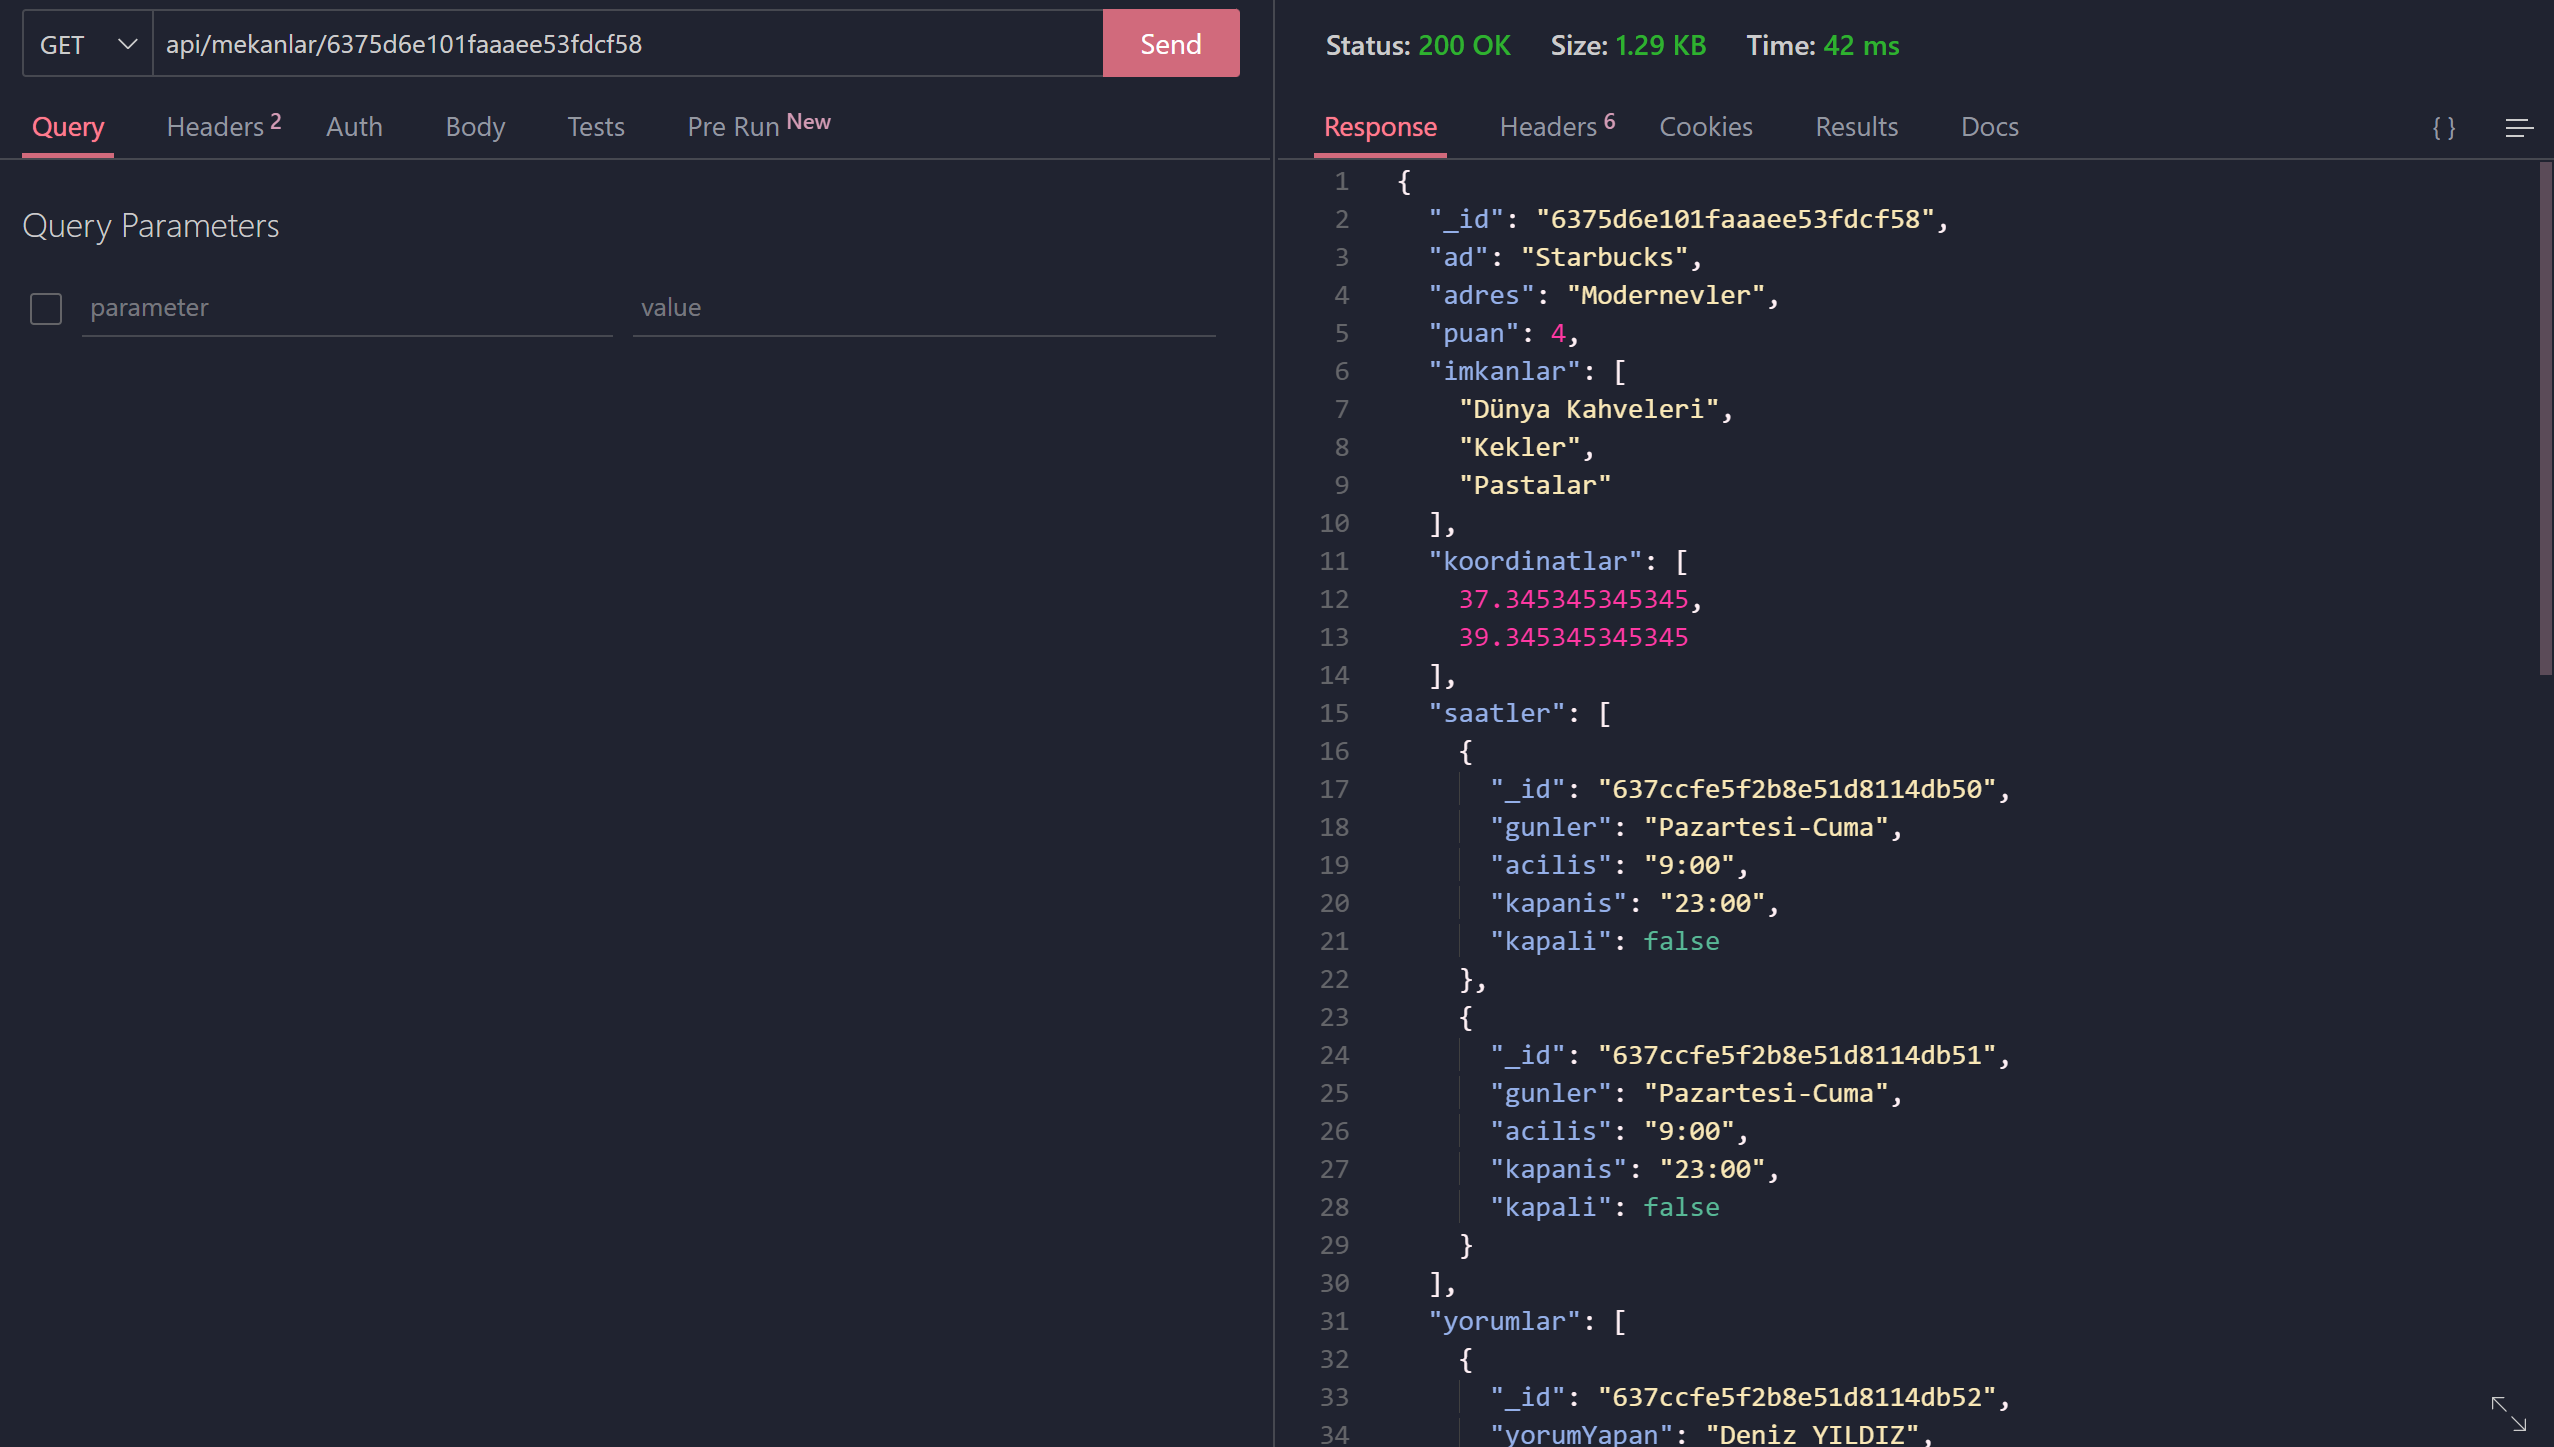 GET
api/mekanlar/6375d6e101faaaee53fdcf58
Send
Query
Headers 2
Auth
Body
Tests
Pre Run New
Query Parameters
parameter
value
Status: 200 OK
Size: 1.29 KB
Time: 42 ms
Response
Headers 6
Cookies
Results
Docs
{ }
1 {
2 "_id": "6375d6e101faaaee53fdcf58",
3 "ad": "Starbucks",
4 "adres": "Modernevler",
5 "puan": 4,
6 "imkanlar": [
7 "Dünya Kahveleri",
8 "Kekler",
9 "Pastalar"
10 ],
11 "koordinatlar": [
12 37.345345345345,
13 39.345345345345
14 ],
15 "saatler": [
16 {
17 "_id": "637ccfe5f2b8e51d8114db50",
18 "gunler": "Pazartesi-Cuma",
19 "acilis": "9:00",
20 "kapanis": "23:00",
21 "kapali": false
22 },
23 {
24 "_id": "637ccfe5f2b8e51d8114db51",
25 "gunler": "Pazartesi-Cuma",
26 "acilis": "9:00",
27 "kapanis": "23:00",
28 "kapali": false
29 }
30 ],
31 "yorumlar": [
32 {
33 "_id": "637ccfe5f2b8e51d8114db52",
34 "yorumYapan": "Deniz YILDIZ",